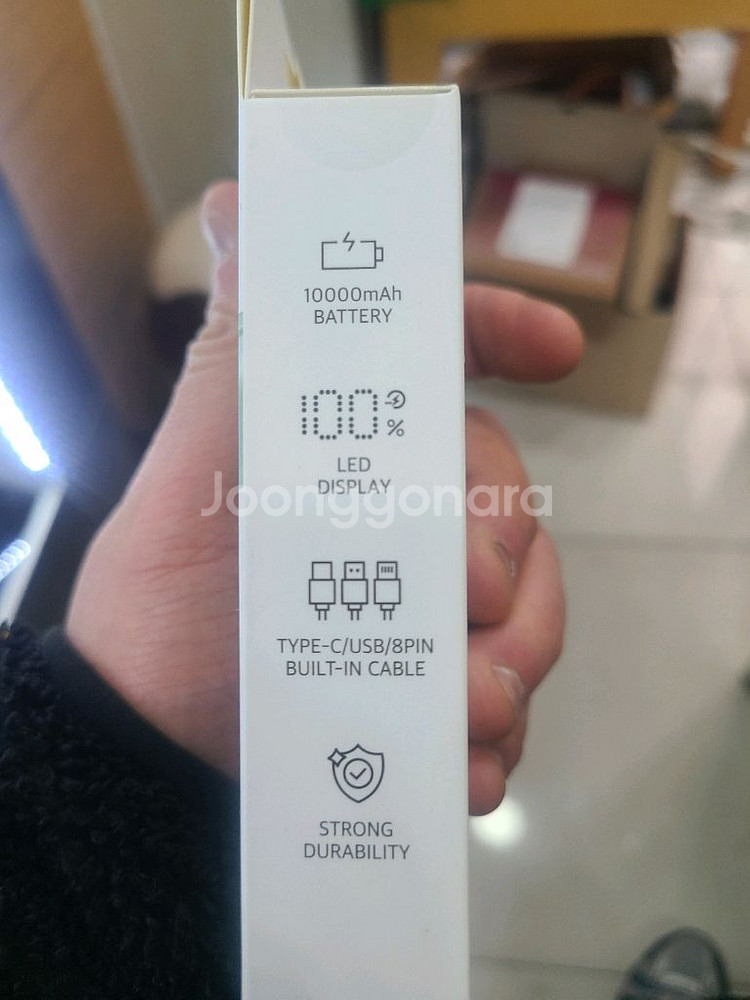 10000mAh
BATTERY
100%
LED
DISPLAY
Joonggonara
TYPE-C/USB/8PIN
BUILT-IN CABLE
STRONG
DURABILITY